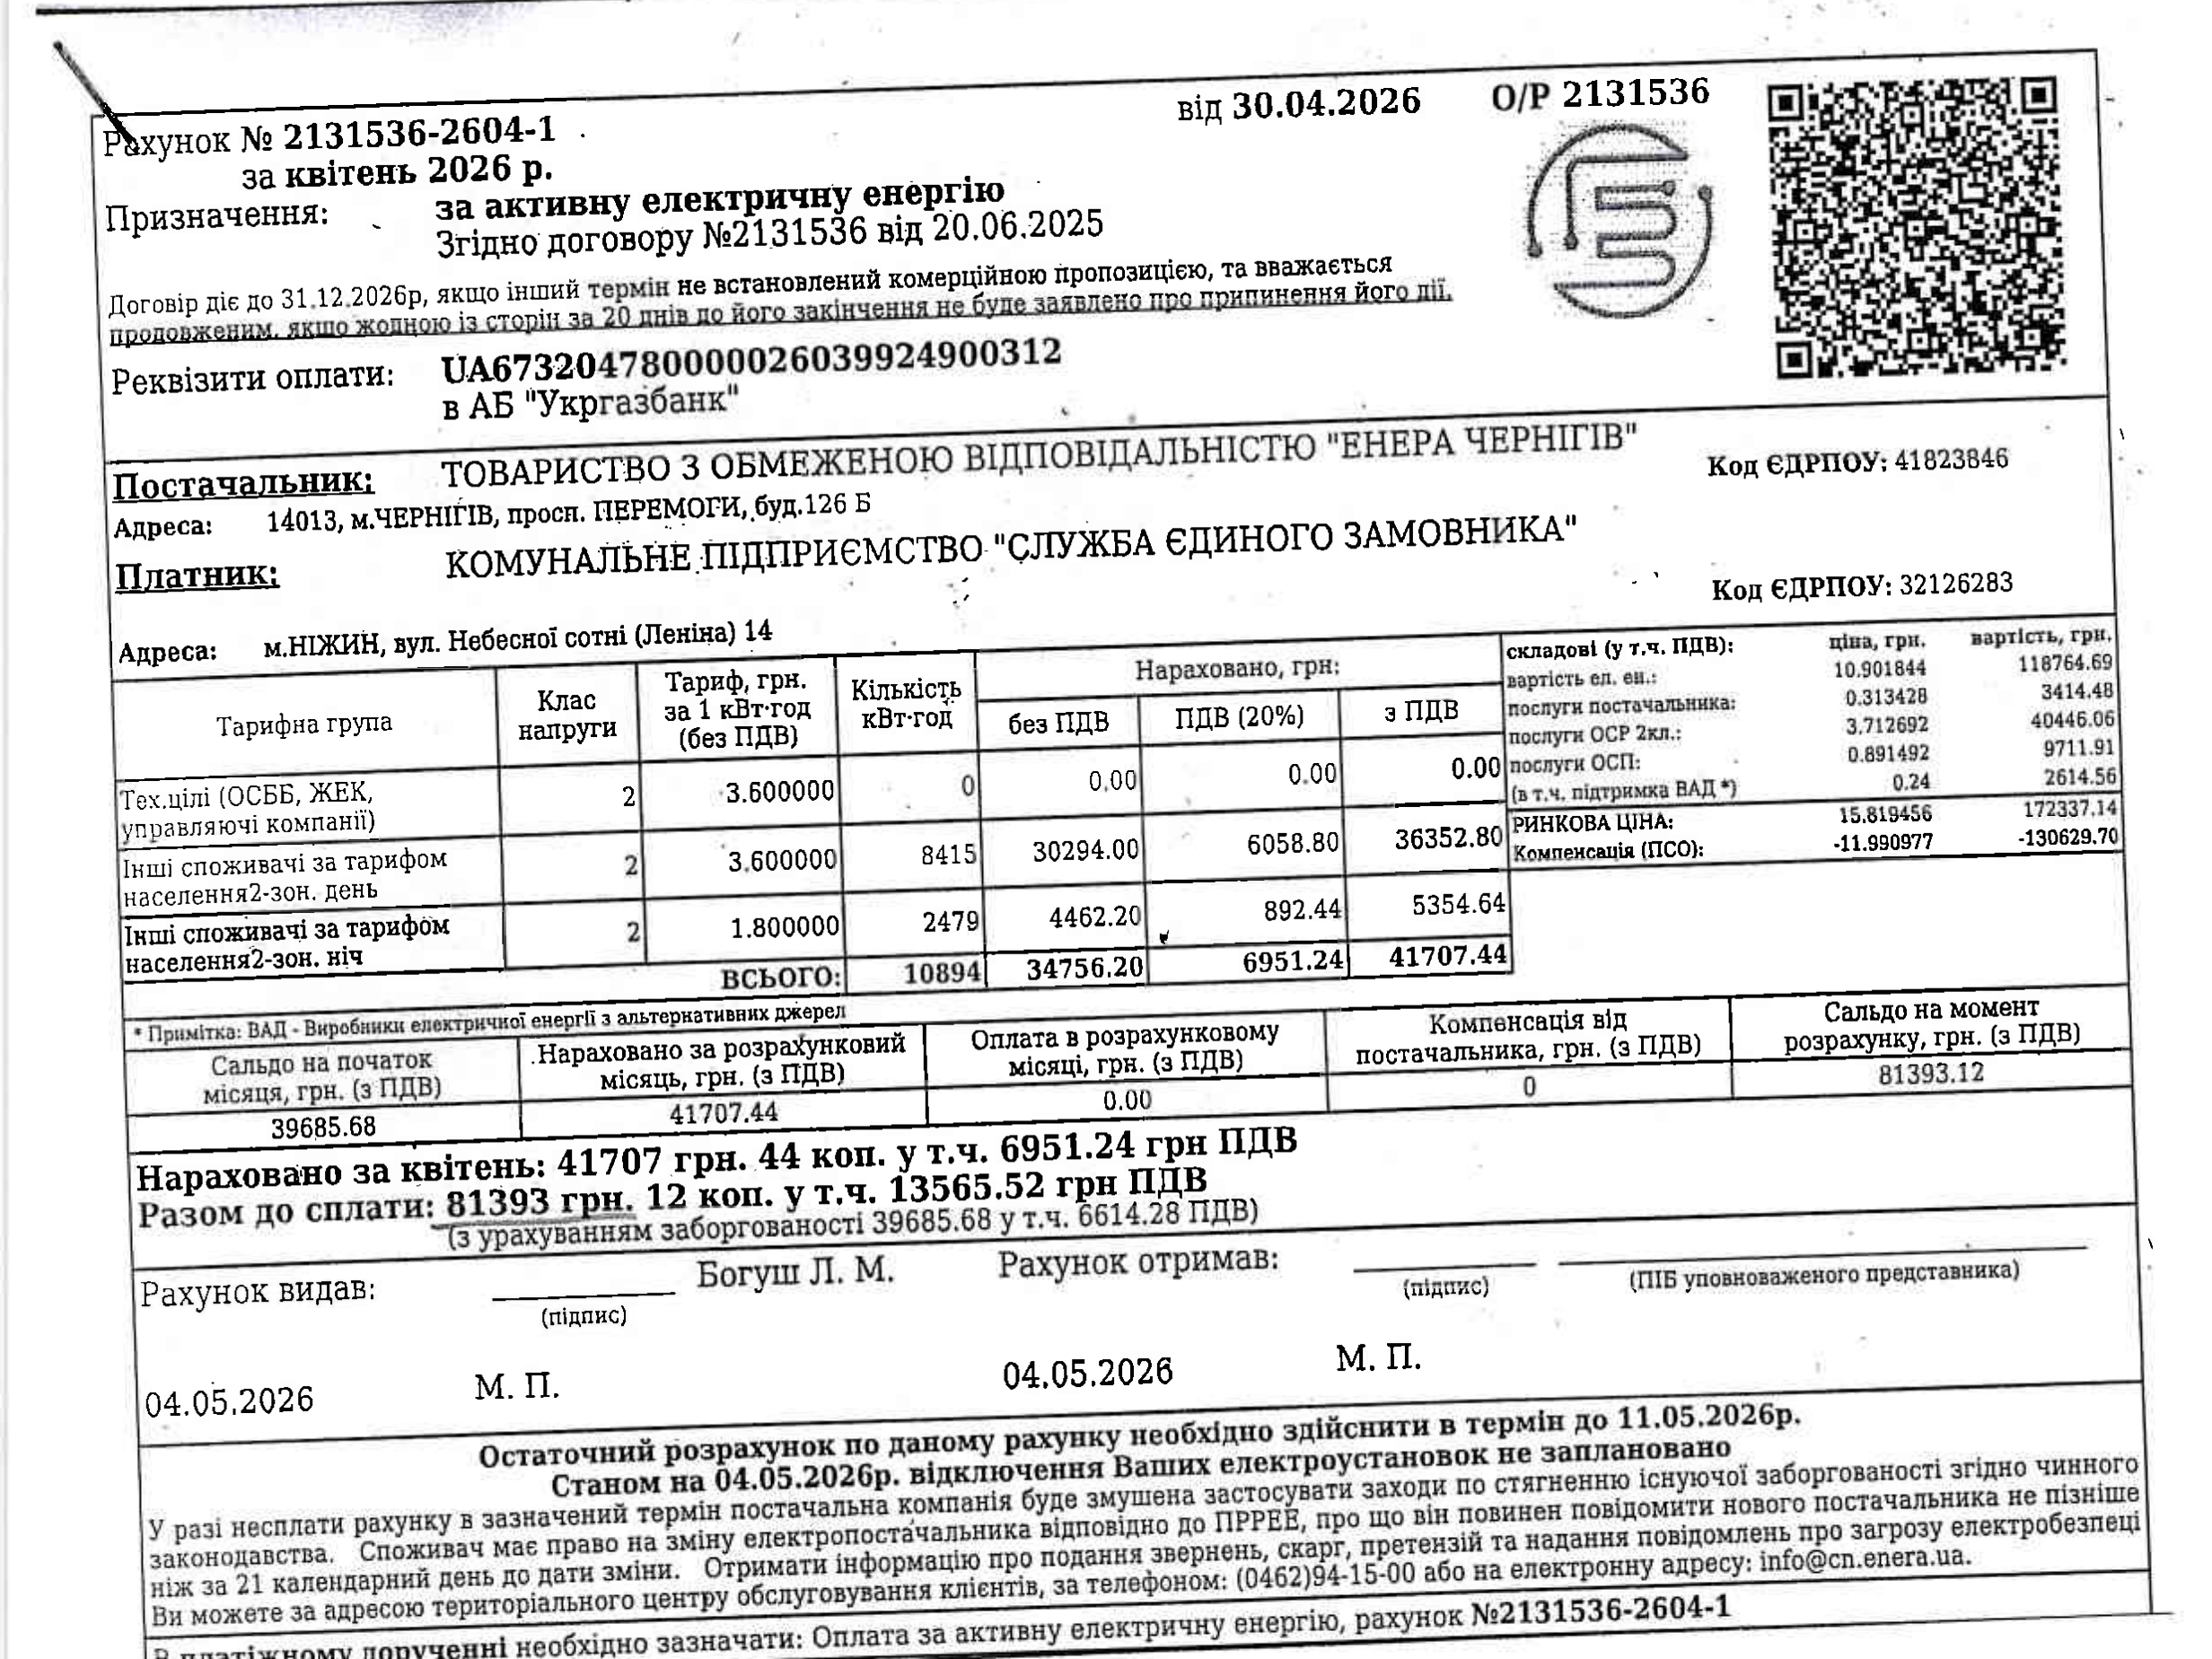 Рахунок № 2131536-2604-1
від 30.04.2026
О/Р 2131536
за квітень 2026 р.
Призначення:
за активну електричну енергію
Згідно договору №2131536 від 20.06.2025
Договір діє до 31.12.2026р, якщо інший термін не встановлений комерційною пропозицією, та вважається
продовженим, якщо жодною із сторін за 20 днів до його закінчення не буде заявлено про припинення його дії.
Реквізити оплати:
UA673204780000026039924900312
в АБ "Укргазбанк"
Постачальник:
ТОВАРИСТВО З ОБМЕЖЕНОЮ ВІДПОВІДАЛЬНІСТЮ "ЕНЕРА ЧЕРНІГІВ"
Код ЄДРПОУ: 41823846
Адреса: 14013, м.ЧЕРНІГІВ, просп. ПЕРЕМОГИ, буд.126 Б
Платник:
КОМУНАЛЬНЕ ПІДПРИЄМСТВО "СЛУЖБА ЄДИНОГО ЗАМОВНИКА"
Код ЄДРПОУ: 32126283
Адреса: м.НІЖИН, вул. Небесної сотні (Леніна) 14
Тарифна група
Клас
напруги
Тариф, грн.
за 1 кВт·год
(без ПДВ)
Кількість
кВт·год
Нараховано, грн:
без ПДВ
ПДВ (20%)
з ПДВ
Тех.цілі (ОСББ, ЖЕК,
управляючі компанії)
2 3.600000 0 0.00 0.00 0.00
Інші споживачі за тарифом
населення2-зон. день
2 3.600000 8415 30294.00 6058.80 36352.80
Інші споживачі за тарифом
населення2-зон. ніч
2 1.800000 2479 4462.20 892.44 5354.64
ВСЬОГО: 10894 34756.20 6951.24 41707.44
складові (у т.ч. ПДВ): ціна, грн. вартість, грн.
вартість ел. ен.: 10.901844 118764.69
послуги постачальника: 0.313428 3414.48
послуги ОСР 2кл.: 3.712692 40446.06
послуги ОСП: 0.891492 9711.91
(в т.ч. підтримка ВАД *) 0.24 2614.56
РИНКОВА ЦІНА: 15.819456 172337.14
Компенсація (ПСО): -11.990977 -130629.70
* Примітка: ВАД - Виробники електричної енергії з альтернативних джерел
Сальдо на початок
місяця, грн. (з ПДВ)
Нараховано за розрахунковий
місяць, грн. (з ПДВ)
Оплата в розрахунковому
місяці, грн. (з ПДВ)
Компенсація від
постачальника, грн. (з ПДВ)
Сальдо на момент
розрахунку, грн. (з ПДВ)
39685.68 41707.44 0.00 0 81393.12
Нараховано за квітень: 41707 грн. 44 коп. у т.ч. 6951.24 грн ПДВ
Разом до сплати: 81393 грн. 12 коп. у т.ч. 13565.52 грн ПДВ
(з урахуванням заборгованості 39685.68 у т.ч. 6614.28 ПДВ)
Рахунок видав: Богуш Л. М. Рахунок отримав:
(підпис) (підпис) (ПІБ уповноваженого представника)
04.05.2026 М. П. 04.05.2026 М. П.
Остаточний розрахунок по даному рахунку необхідно здійснити в термін до 11.05.2026р.
Станом на 04.05.2026р. відключення Ваших електроустановок не заплановано
У разі несплати рахунку в зазначений термін постачальна компанія буде змушена застосувати заходи по стягненню існуючої заборгованості згідно чинного
законодавства. Споживач має право на зміну електропостачальника відповідно до ПРРЕЕ, про що він повинен повідомити нового постачальника не пізніше
ніж за 21 календарний день до дати зміни. Отримати інформацію про подання звернень, скарг, претензій та надання повідомлень про загрозу електробезпеці
Ви можете за адресою територіального центру обслуговування клієнтів, за телефоном: (0462)94-15-00 або на електронну адресу: info@cn.enera.ua.
В платіжному дорученні необхідно зазначати: Оплата за активну електричну енергію, рахунок №2131536-2604-1